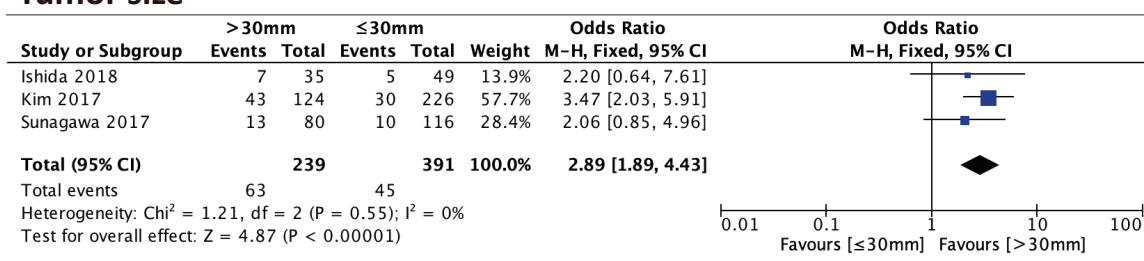 Tumor size
>30mm ≤30mm Odds Ratio Odds Ratio
Study or Subgroup Events Total Events Total Weight M-H, Fixed, 95% CI M-H, Fixed, 95% CI
Ishida 2018 7 35 5 49 13.9% 2.20 [0.64, 7.61]
Kim 2017 43 124 30 226 57.7% 3.47 [2.03, 5.91]
Sunagawa 2017 13 80 10 116 28.4% 2.06 [0.85, 4.96]
Total (95% CI) 239 391 100.0% 2.89 [1.89, 4.43]
Total events 63 45
Heterogeneity: Chi² = 1.21, df = 2 (P = 0.55); I² = 0%
Test for overall effect: Z = 4.87 (P < 0.00001)
0.01 0.1 1 10 100
Favours [≤30mm] Favours [>30mm]